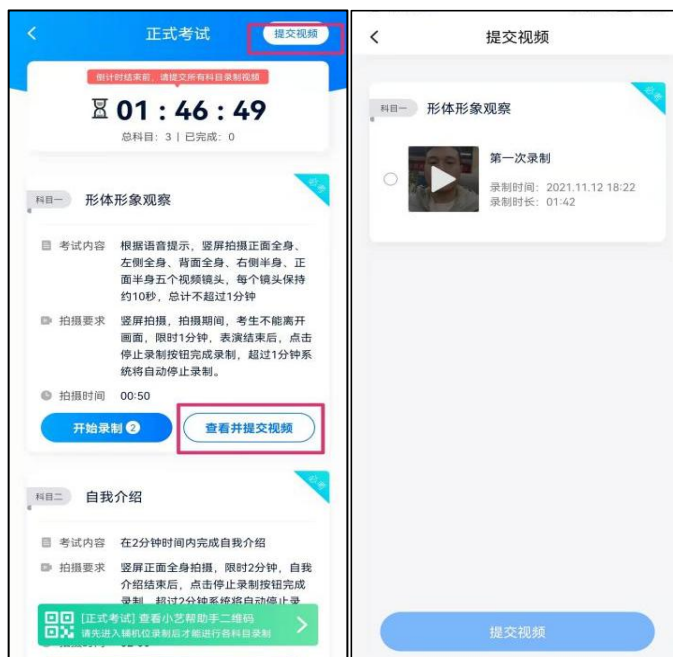 正式考试
提交视频
倒计时结束前，请提交所有科目录制视频
01 : 46 : 49
总科目：3 | 已完成：0
必考
科目一
形体形象观察
考试内容
根据语音提示，竖屏拍摄正面全身、
左侧全身、背面全身、右侧半身、正
面半身五个视频镜头，每个镜头保持
约10秒，总计不超过1分钟
拍摄要求
竖屏拍摄，拍摄期间，考生不能离开
画面，限时1分钟，表演结束后，点击
停止录制按钮完成录制，超过1分钟系
统将自动停止录制。
拍摄时间
00:50
开始录制 2
查看并提交视频
必考
科目二
自我介绍
考试内容
在2分钟时间内完成自我介绍
拍摄要求
竖屏正面全身拍摄，限时2分钟，自我
介绍结束后，点击停止录制按钮完成
录制，超过2分钟系统将自动停止录
[正式考试] 查看小艺帮助手二维码
请先进入辅机位录制后才能进行各科目录制
提交视频
必考
科目一
形体形象观察
第一次录制
录制时间：2021.11.12 18:22
录制时长：01:42
提交视频